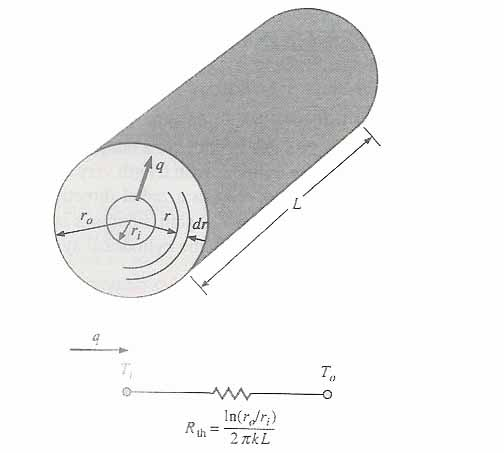 q
r_o r dr
r_i
L
q
T_i T_o
R_th = ln(r_o/r_i) / 2πkL